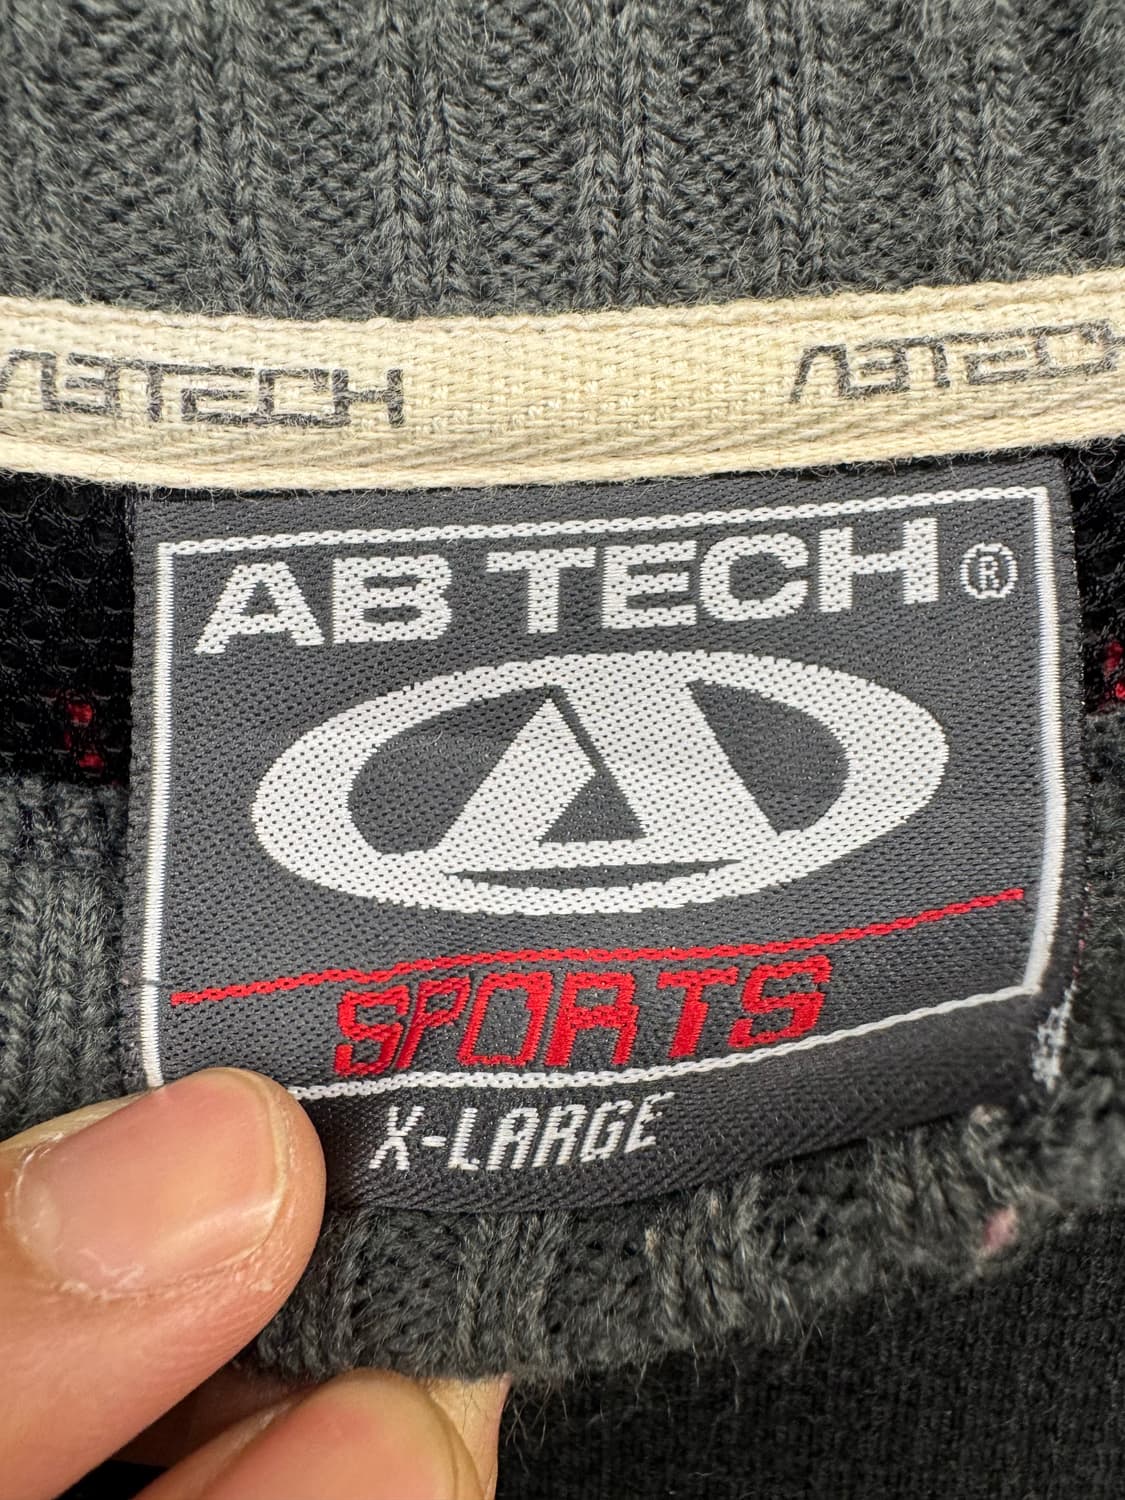 ABTECH ABTECH
AB TECH ®
SPORTS
X-LARGE